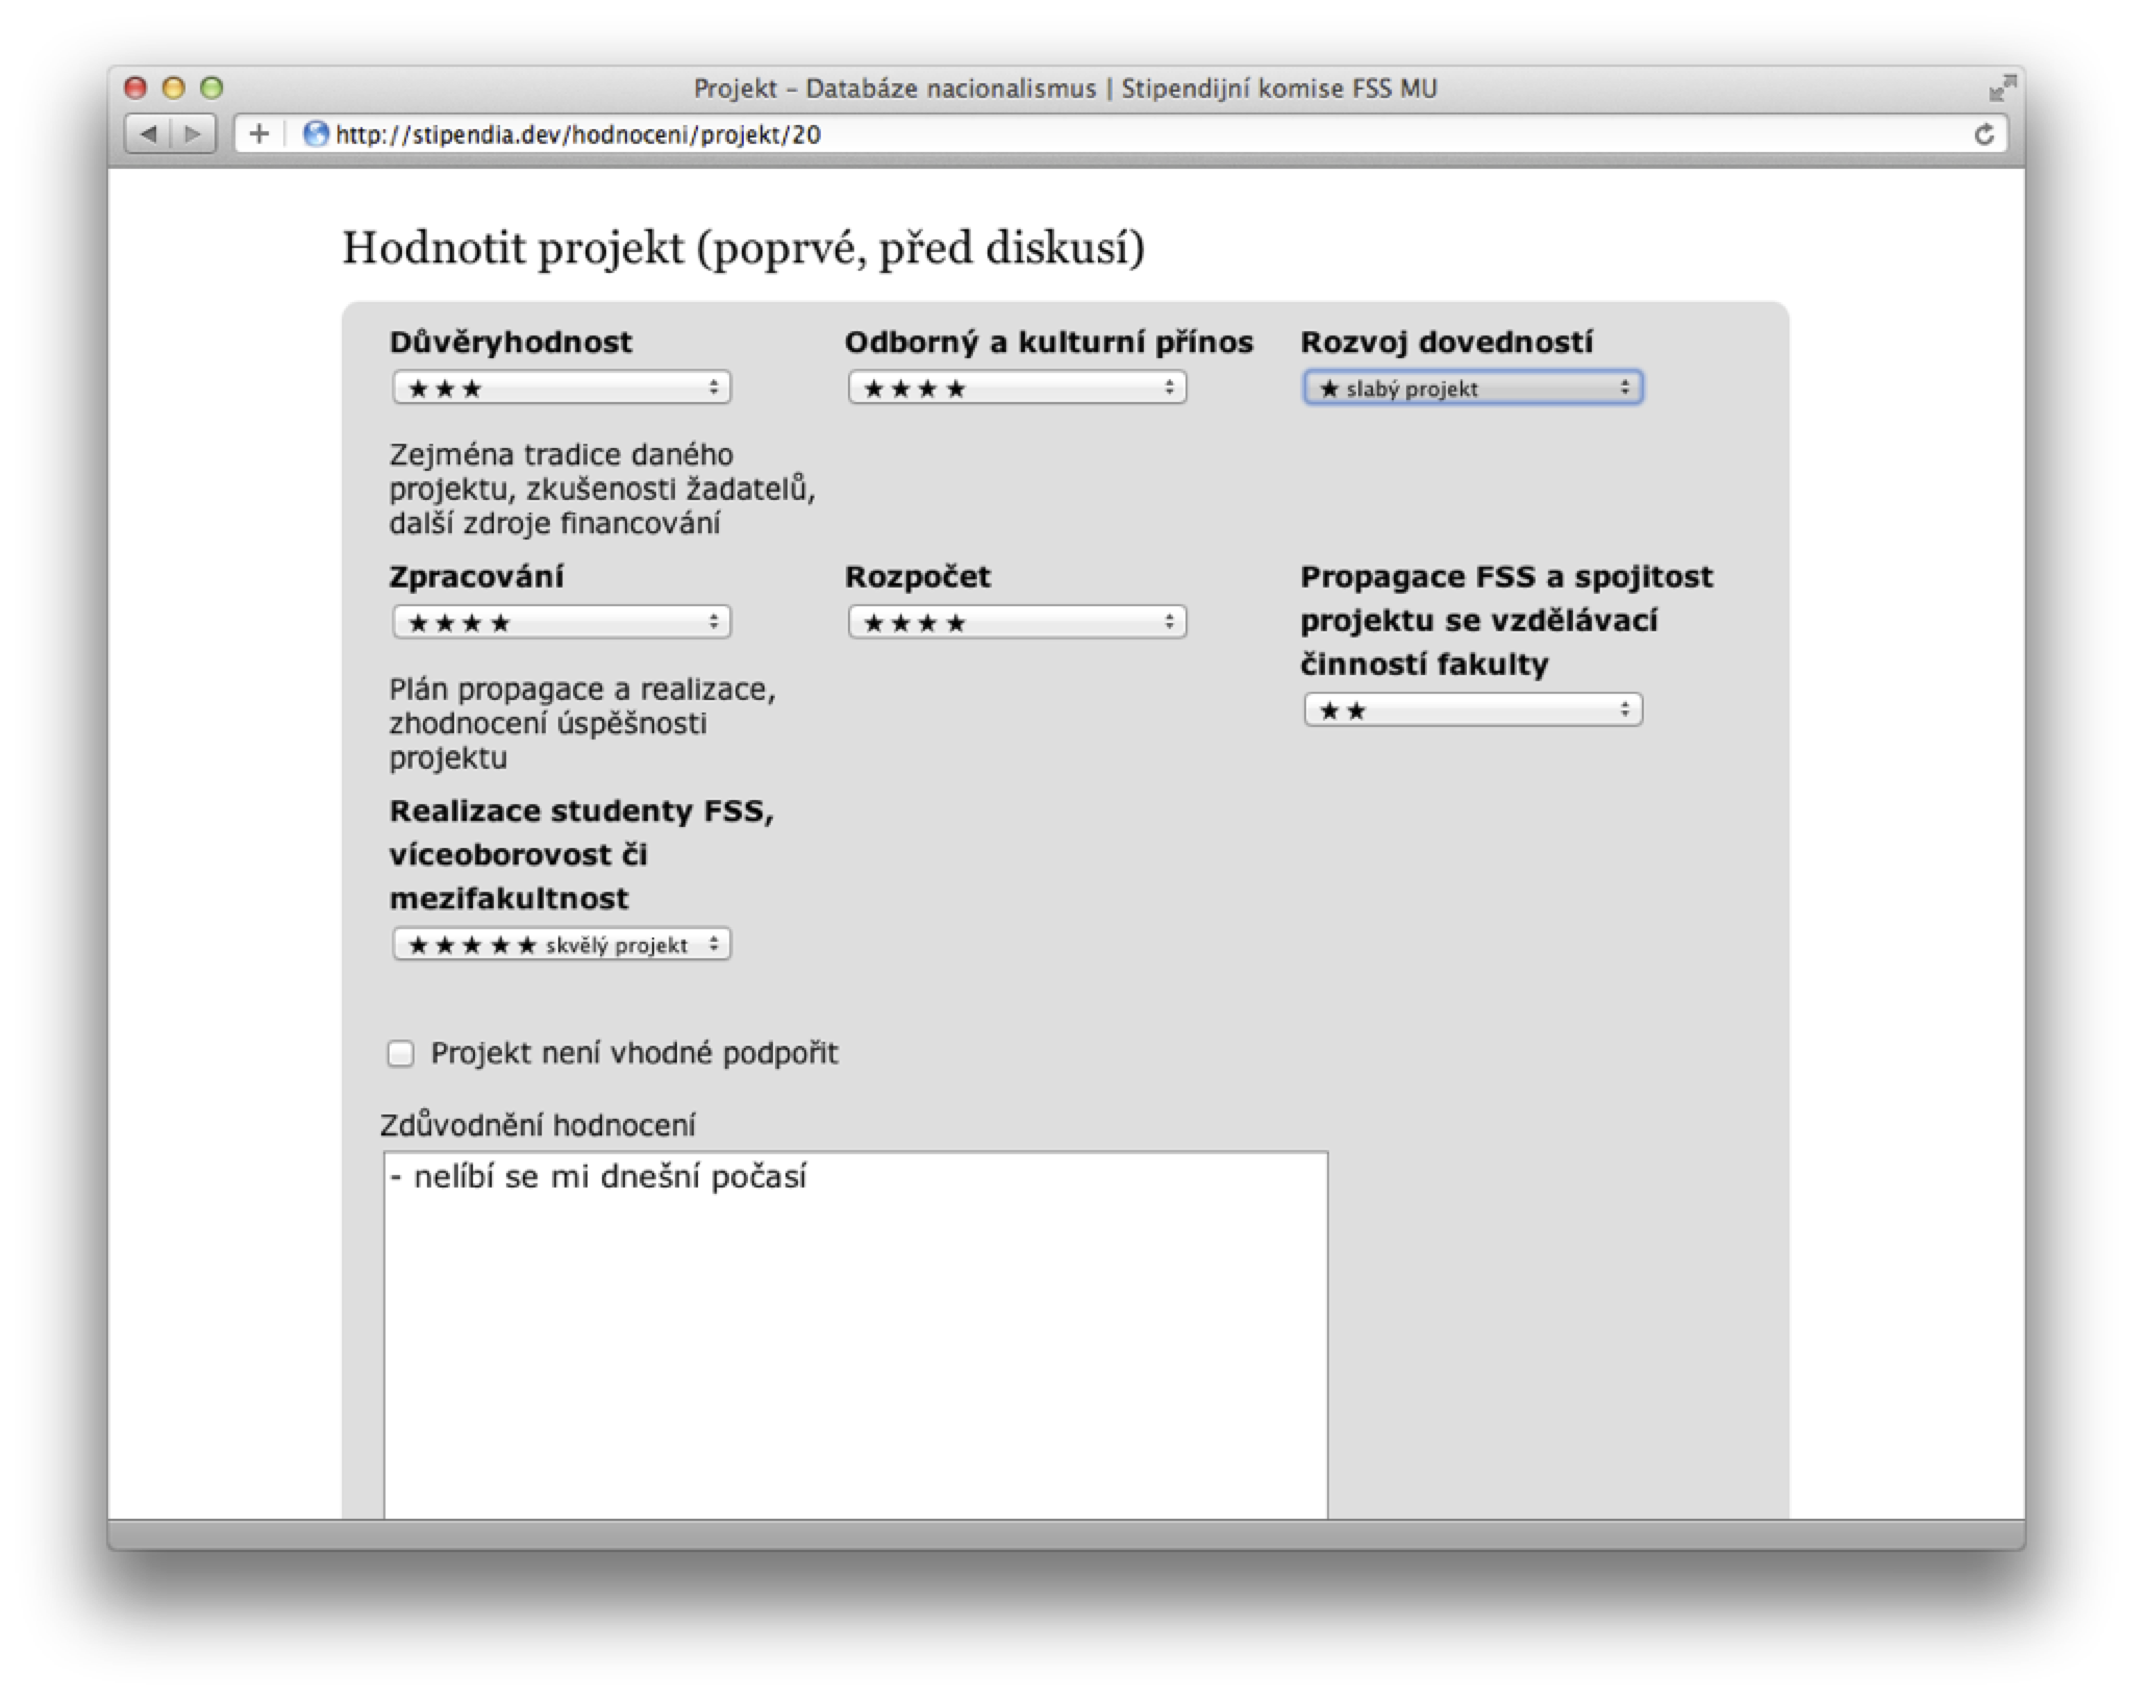 Projekt – Databáze nacionalismus | Stipendijní komise FSS MU
http://stipendia.dev/hodnoceni/projekt/20
Hodnotit projekt (poprvé, před diskusí)
Důvěryhodnost
★★★
Zejména tradice daného
projektu, zkušenosti žadatelů,
další zdroje financování
Odborný a kulturní přínos
★★★★
Rozvoj dovedností
★ slabý projekt
Zpracování
★★★★
Plán propagace a realizace,
zhodnocení úspěšnosti
projektu
Rozpočet
★★★★
Propagace FSS a spojitost
projektu se vzdělávací
činností fakulty
★★
Realizace studenty FSS,
víceoborovost či
mezifakultnost
★★★★★ skvělý projekt
Projekt není vhodné podpořit
Zdůvodnění hodnocení
- nelíbí se mi dnešní počasí